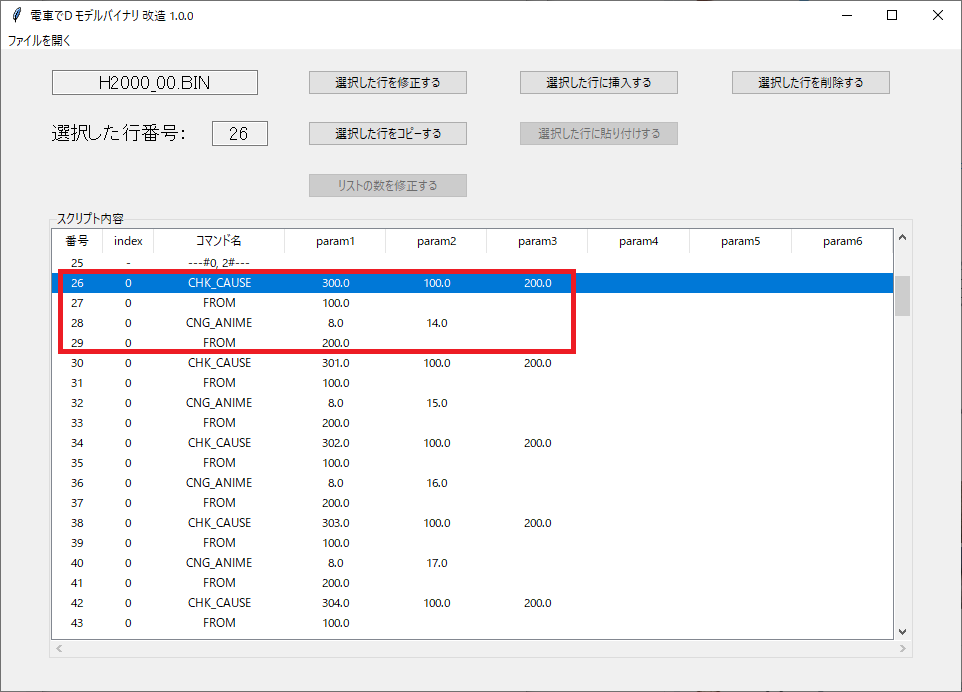 電車でD モデルバイナリ 改造 1.0.0
ファイルを開く
H2000_00.BIN 選択した行を修正する 選択した行に挿入する 選択した行を削除する
選択した行番号: 26 選択した行をコピーする 選択した行に貼り付けする
リストの数を修正する
スクリプト内容
番号 index コマンド名 param1 param2 param3 param4 param5 param6
25 - ---#0, 2#---
26 0 CHK_CAUSE 300.0 100.0 200.0
27 0 FROM 100.0
28 0 CNG_ANIME 8.0 14.0
29 0 FROM 200.0
30 0 CHK_CAUSE 301.0 100.0 200.0
31 0 FROM 100.0
32 0 CNG_ANIME 8.0 15.0
33 0 FROM 200.0
34 0 CHK_CAUSE 302.0 100.0 200.0
35 0 FROM 100.0
36 0 CNG_ANIME 8.0 16.0
37 0 FROM 200.0
38 0 CHK_CAUSE 303.0 100.0 200.0
39 0 FROM 100.0
40 0 CNG_ANIME 8.0 17.0
41 0 FROM 200.0
42 0 CHK_CAUSE 304.0 100.0 200.0
43 0 FROM 100.0